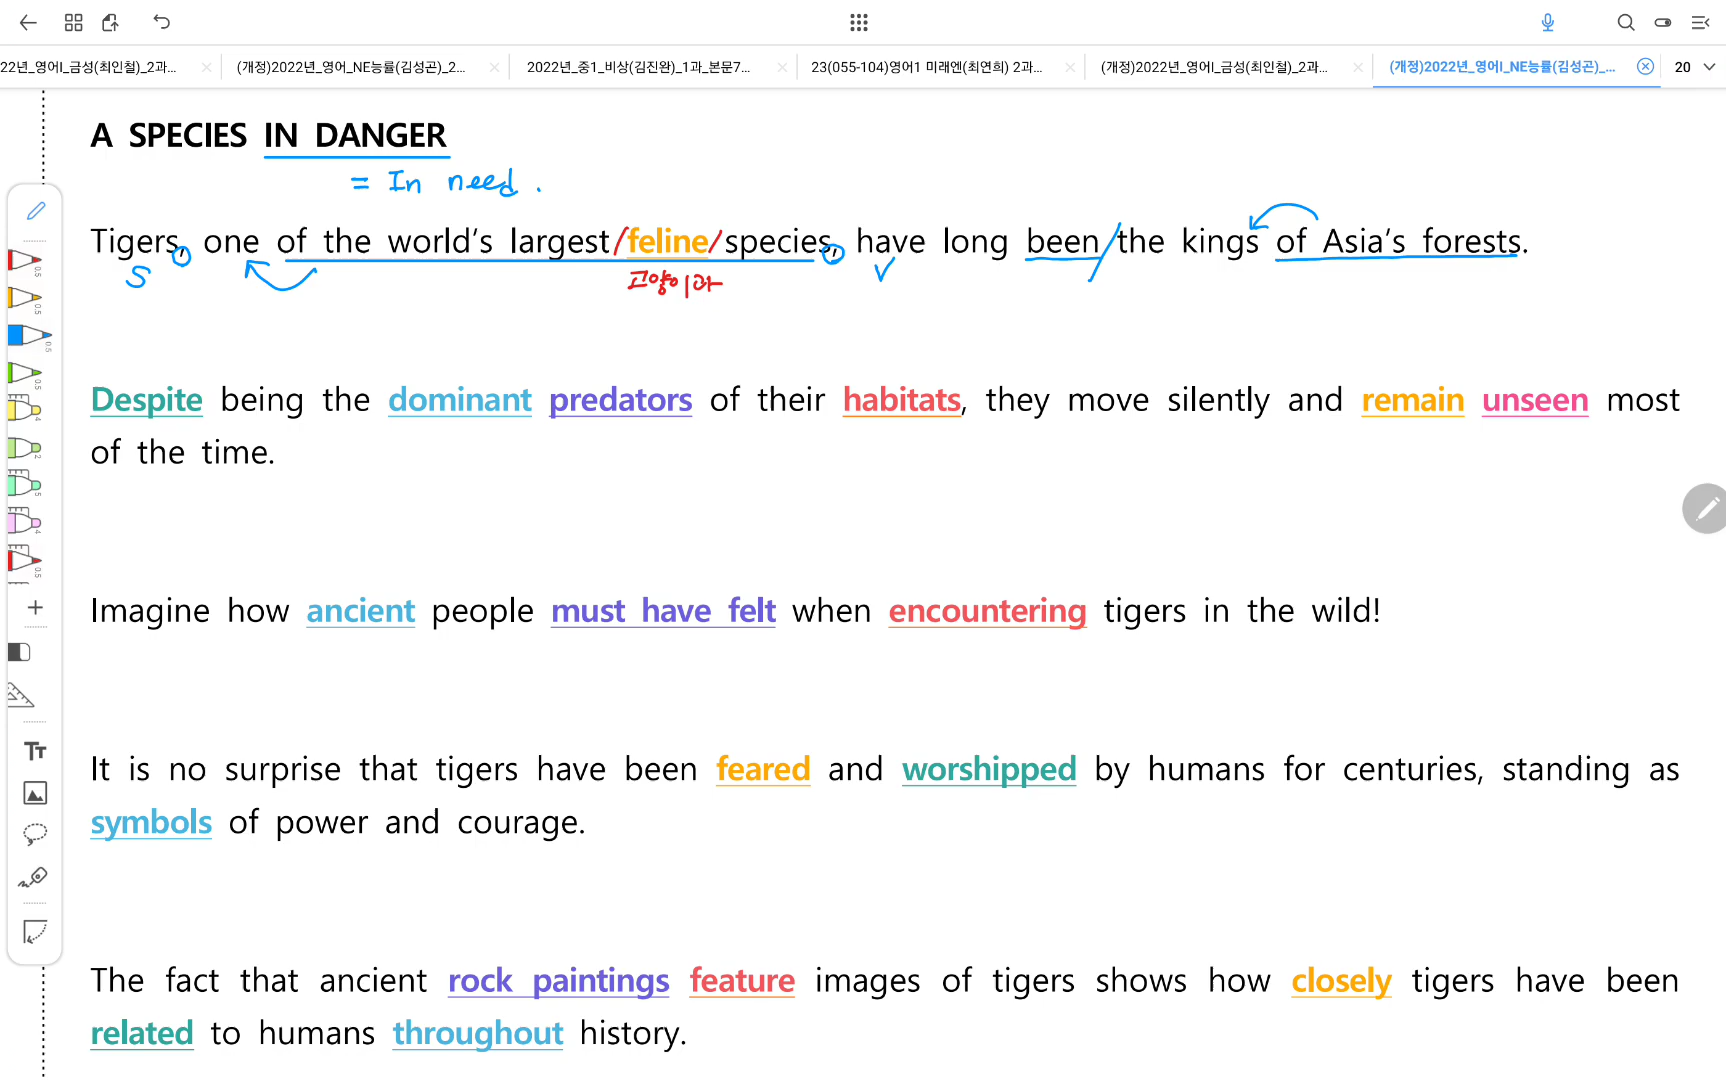 22년_영어I_금성(최인철)_2과...
(개정)2022년_영어_NE능률(김성곤)_2...
2022년_중1_비상(김진완)_1과_본문7...
23(055-104)영어1 미래엔(최연희) 2과...
(개정)2022년_영어I_금성(최인철)_2과...
(개정)2022년_영어I_NE능률(김성곤)_...
20
A SPECIES IN DANGER
= In need.
Tigers, one of the world's largest/feline/species, have long been/the kings of Asia's forests.
S
V
고양이과
Despite being the dominant predators of their habitats, they move silently and remain unseen most
of the time.
Imagine how ancient people must have felt when encountering tigers in the wild!
It is no surprise that tigers have been feared and worshipped by humans for centuries, standing as
symbols of power and courage.
The fact that ancient rock paintings feature images of tigers shows how closely tigers have been
related to humans throughout history.